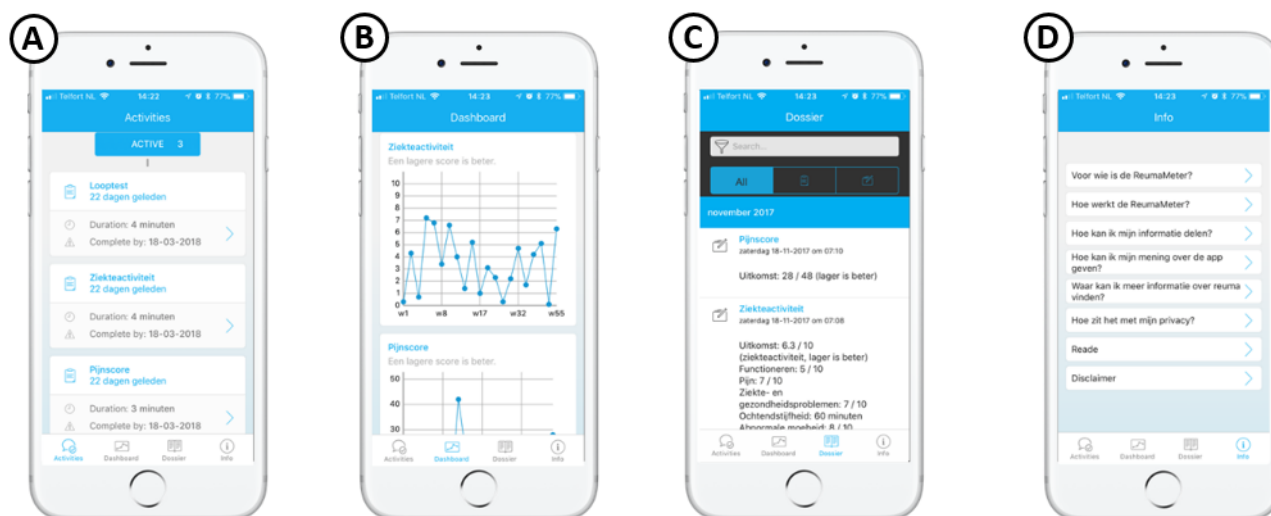 A
Telfort NL 14:22 77%
Activities
ACTIVE 3
Looptest
22 dagen geleden
Duration: 4 minuten
Complete by: 18-03-2018
Ziekteactiviteit
22 dagen geleden
Duration: 4 minuten
Complete by: 18-03-2018
Pijnscore
22 dagen geleden
Duration: 3 minuten
Complete by: 18-03-2018
Activities Dashboard Dossier Info
B
Telfort NL 14:23 77%
Dashboard
Ziekteactiviteit
Een lagere score is beter.
10
9
8
7
6
5
4
3
2
1
0
w1 w8 w17 w32 w55
Pijnscore
Een lagere score is beter.
50
40
30
Activities Dashboard Dossier Info
C
Telfort NL 14:23 77%
Dossier
Search...
All
november 2017
Pijnscore
zaterdag 18-11-2017 om 07:10
Uitkomst: 28 / 48 (lager is beter)
Ziekteactiviteit
zaterdag 18-11-2017 om 07:08
Uitkomst: 6.3 / 10
(ziekteactiviteit, lager is beter)
Functioneren: 5 / 10
Pijn: 7 / 10
Ziekte- en
gezondheidsproblemen: 7 / 10
Ochtendstijfheid: 60 minuten
Abnormale moeheid: 8 / 10
Activities Dashboard Dossier Info
D
Telfort NL 14:23 77%
Info
Voor wie is de ReumaMeter?
Hoe werkt de ReumaMeter?
Hoe kan ik mijn informatie delen?
Hoe kan ik mijn mening over de app
geven?
Waar kan ik meer informatie over reuma
vinden?
Hoe zit het met mijn privacy?
Reade
Disclaimer
Activities Dashboard Dossier Info